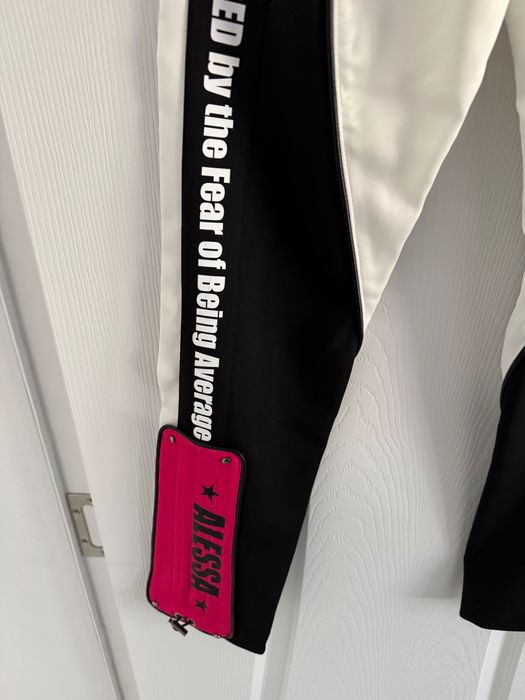 ED by the Fear of Being Average
★ ALESSA ★